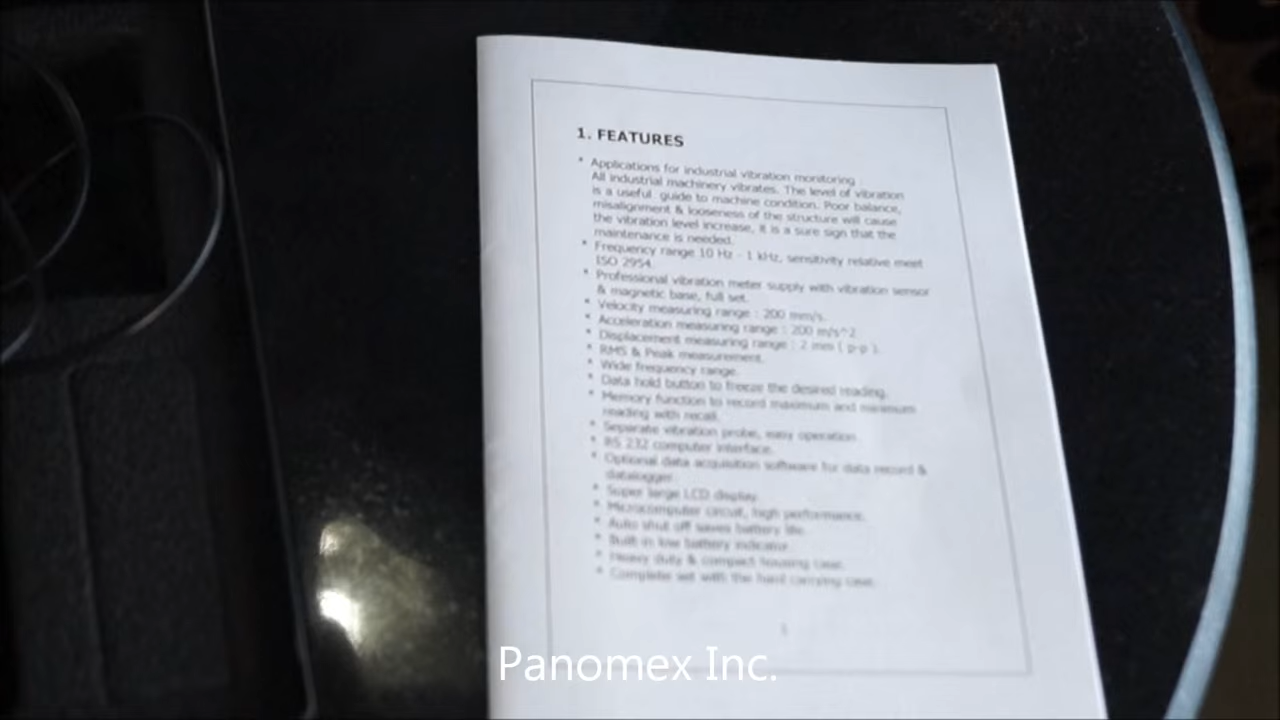 1. FEATURES
* Applications for industrial vibration monitoring :
All industrial machinery vibrates. The level of vibration
is a useful guide to machine condition. Poor balance,
misalignment & looseness of the structure will cause
the vibration level increase, it is a sure sign that the
maintenance is needed.
* Frequency range 10 Hz - 1 kHz, sensitivity relative meet
ISO 2954.
* Professional vibration meter supply with vibration sensor
& magnetic base, full set.
* Velocity measuring range : 200 mm/s.
* Acceleration measuring range : 200 m/s^2
* Displacement measuring range : 2 mm ( p-p ).
* RMS & Peak measurement.
* Wide frequency range.
* Data hold button to freeze the desired reading.
* Memory function to record maximum and minimum
reading with recall.
* Separate vibration probe, easy operation.
* RS 232 computer interface.
* Optional data acquisition software for data record &
datalogger.
* Super large LCD display.
* Microcomputer circuit, high performance.
* Auto shut off saves battery life.
* Built in low battery indicator.
* Heavy duty & compact housing case.
* Complete set with the hard carrying case.
Panomex Inc.